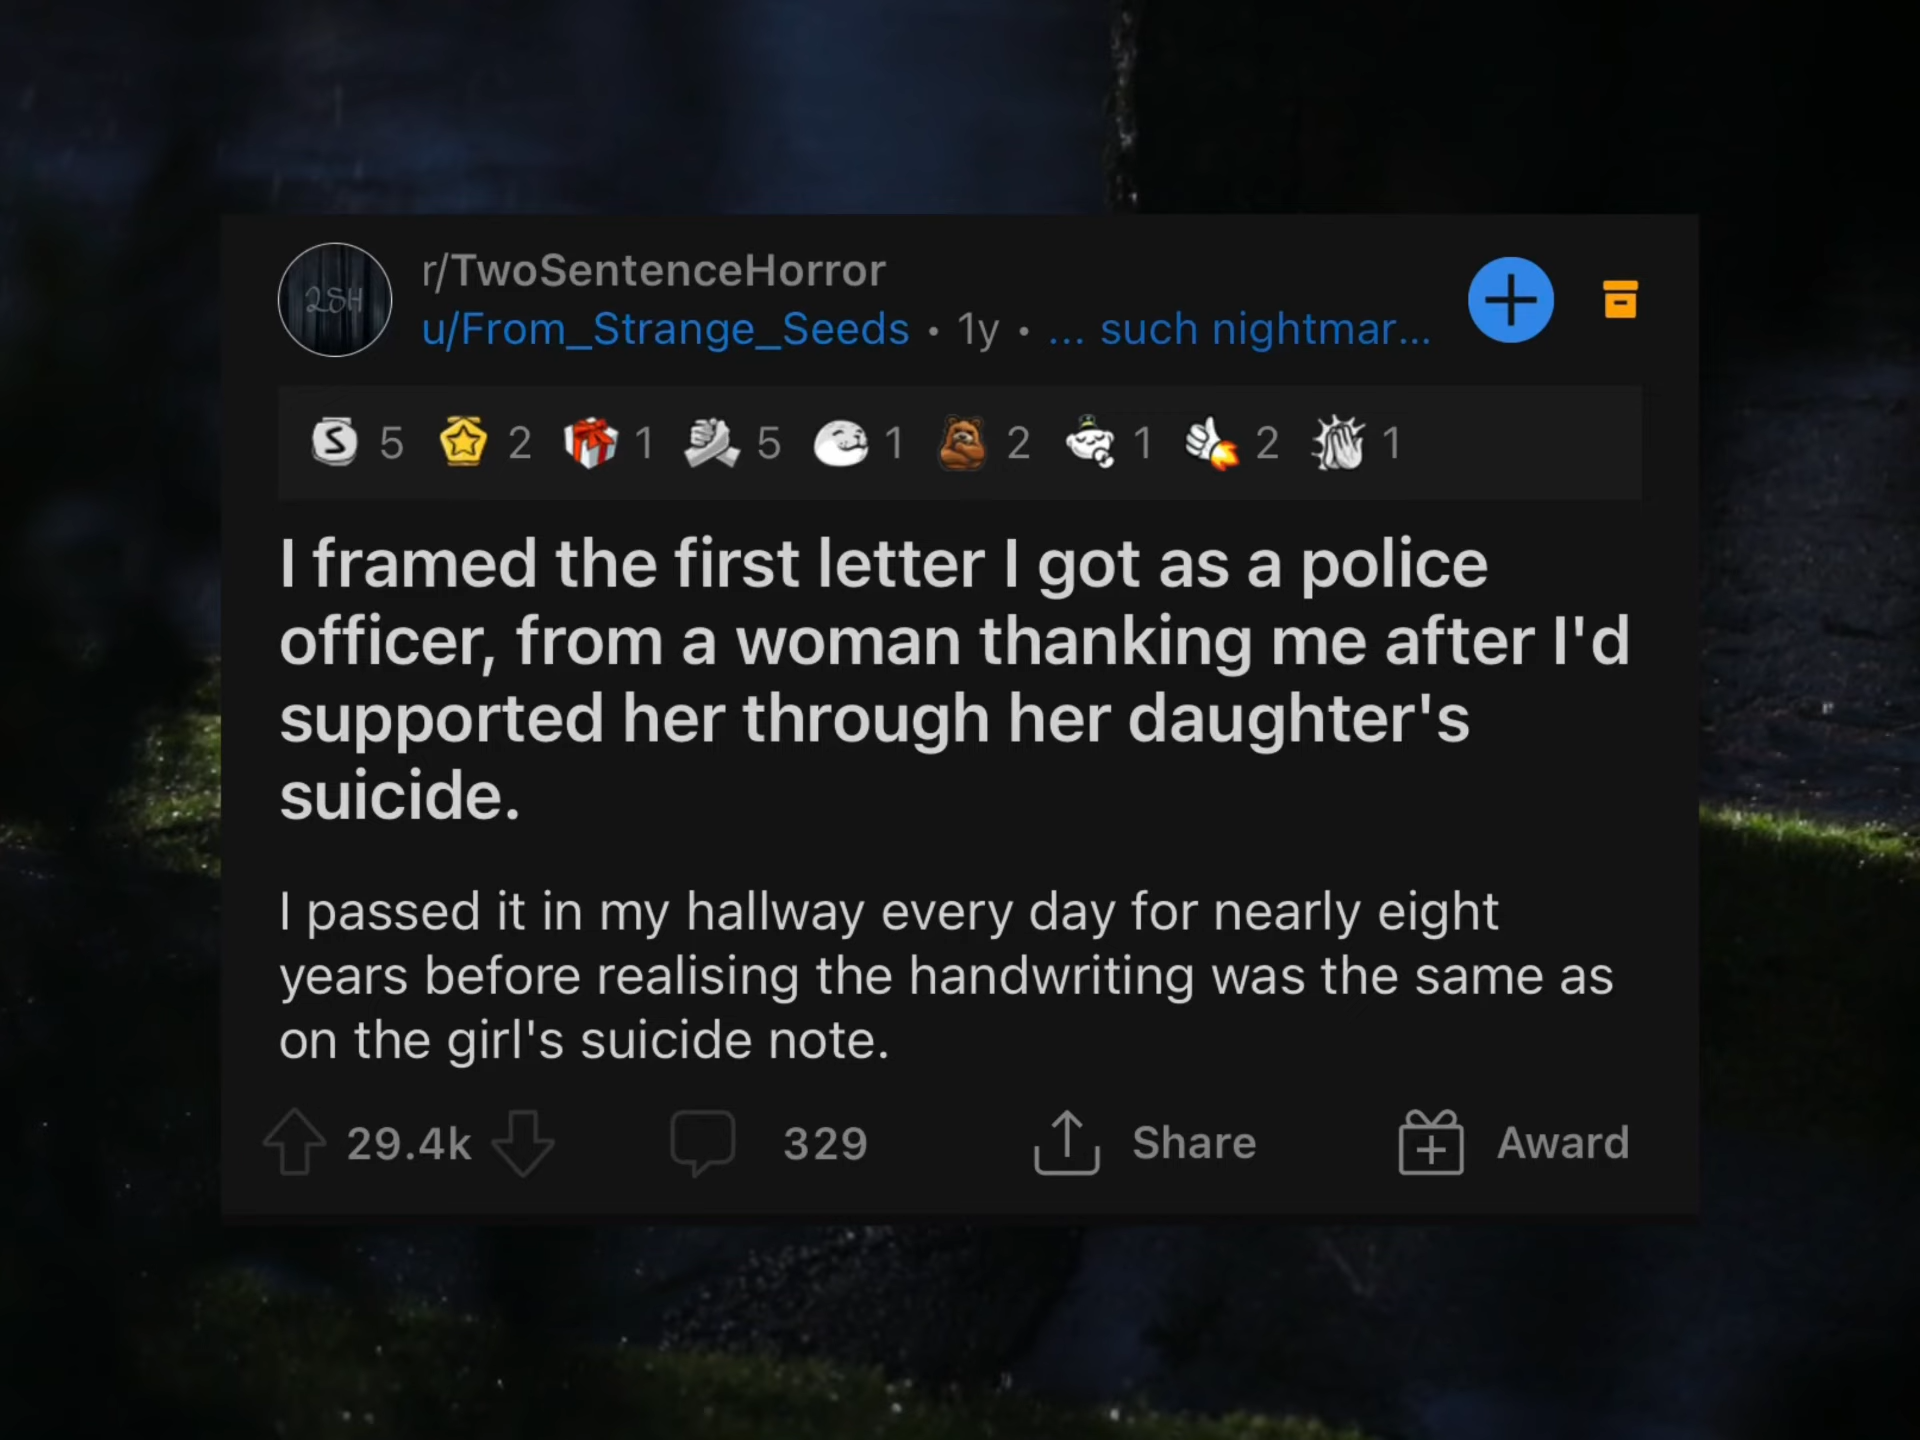 2SH
r/TwoSentenceHorror
u/From_Strange_Seeds • 1y • ... such nightmar...
S 5 2 1 5 1 2 1 2 1
I framed the first letter I got as a police
officer, from a woman thanking me after I'd
supported her through her daughter's
suicide.
I passed it in my hallway every day for nearly eight
years before realising the handwriting was the same as
on the girl's suicide note.
29.4k 329 Share Award